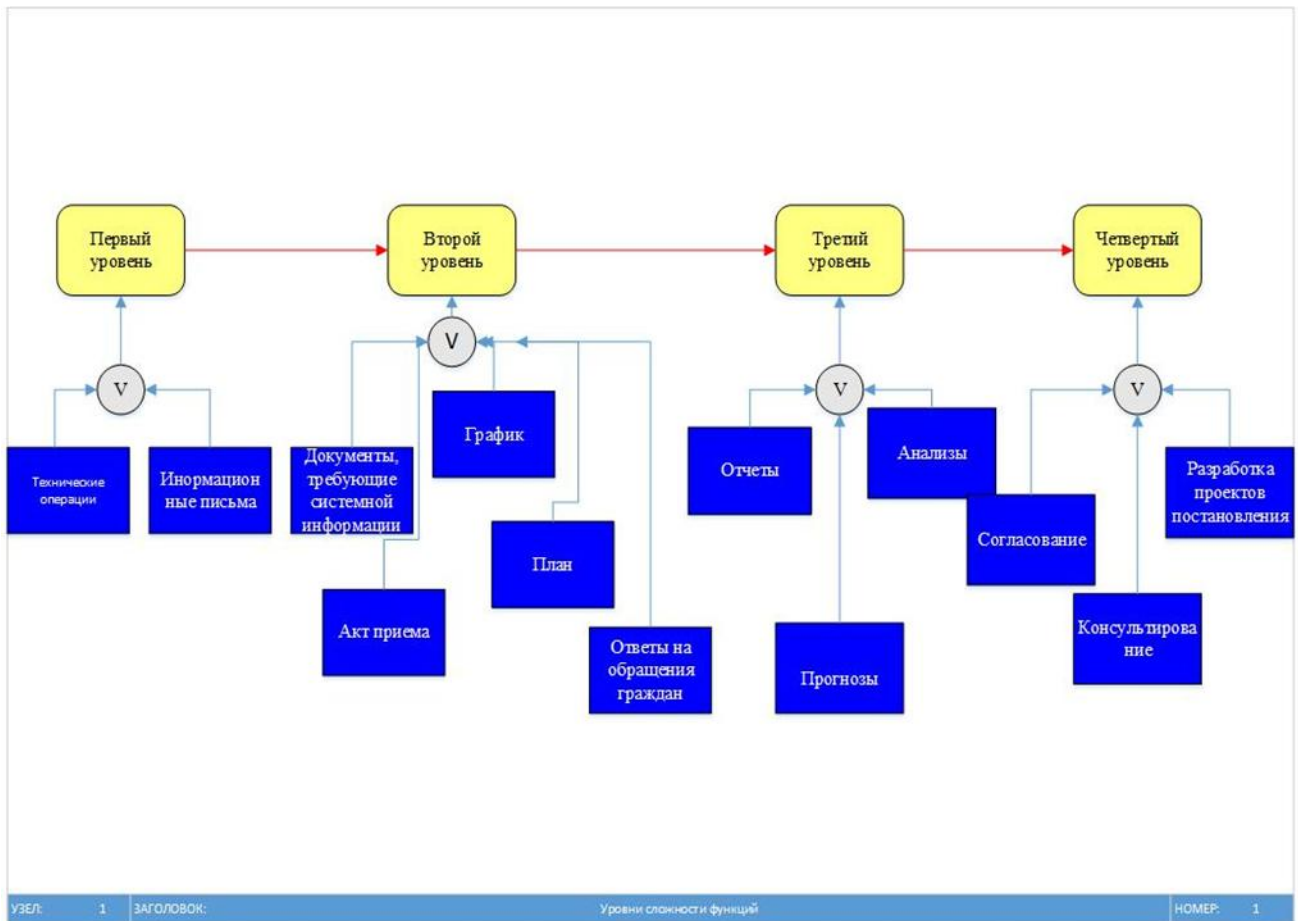 Первый
уровень
Второй
уровень
Третий
уровень
Четвертый
уровень
V
V
V
V
Технические
операции
Инормацион
ные письма
Документы,
требующие
системной
информации
График
Отчеты
Анализы
Разработка
проектов
постановления
Согласование
План
Акт приема
Ответы на
обращения
граждан
Прогнозы
Консультирова
ние
УЗЕЛ: 1 ЗАГОЛОВОК: Уровни сложности функций НОМЕР: 1